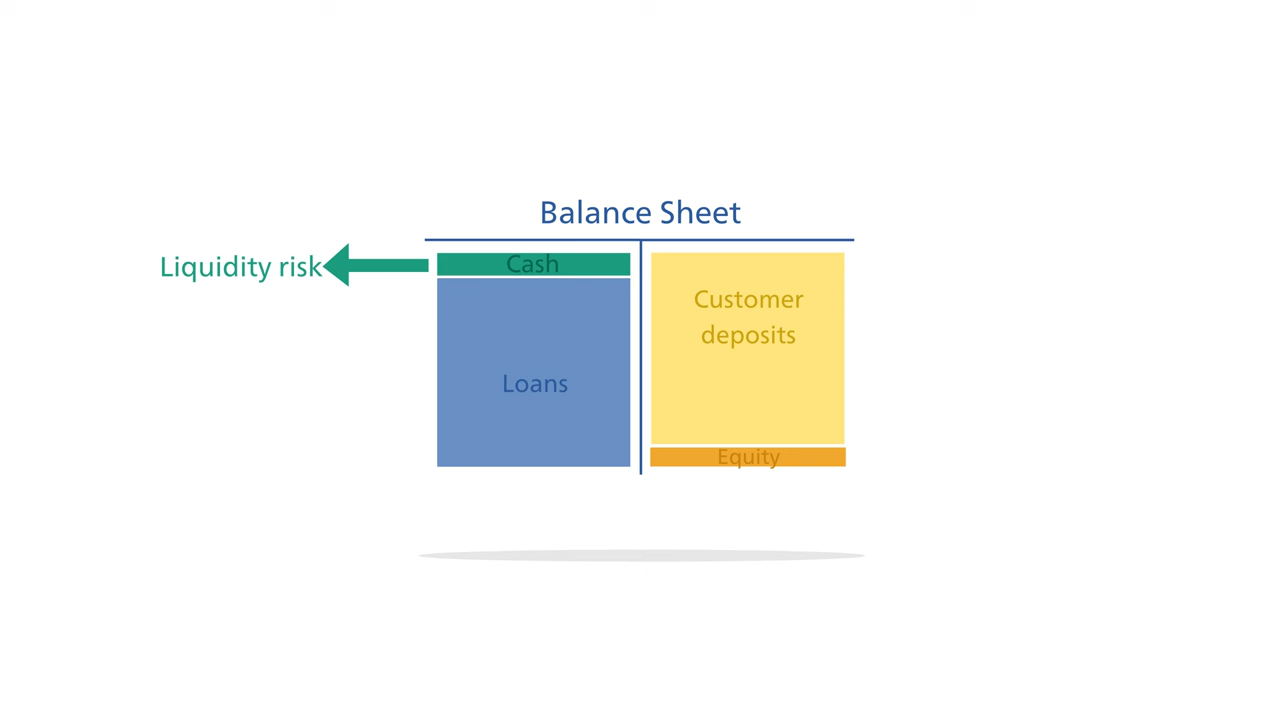 Balance Sheet
Liquidity risk
Cash
Customer
deposits
Loans
Equity